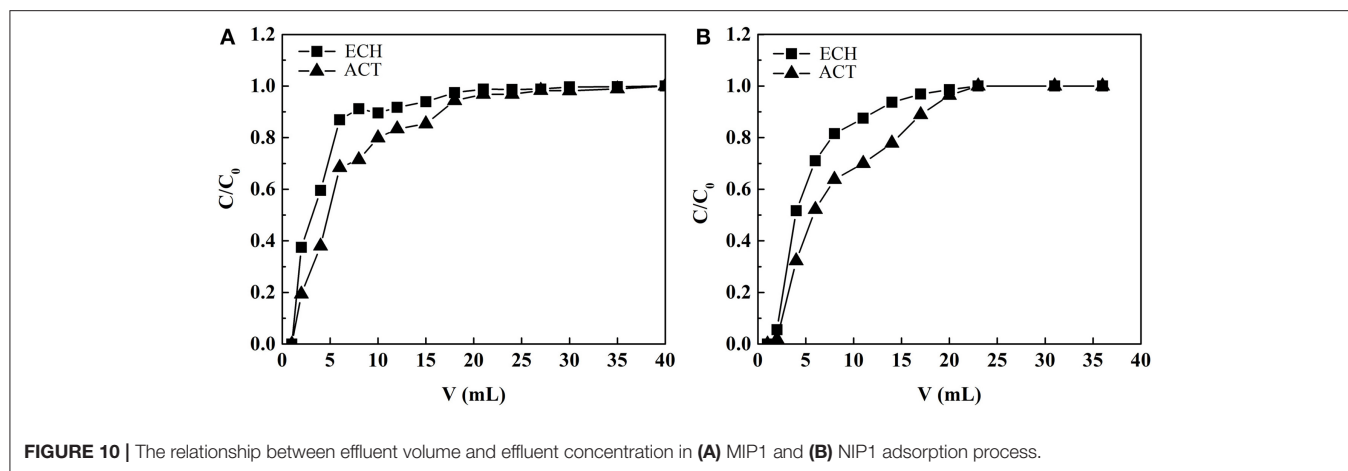 A
ECH
ACT
1.2
1.0
0.8
0.6
0.4
0.2
0.0
C/C0
0 5 10 15 20 25 30 35 40
V (mL)
B
ECH
ACT
1.2
1.0
0.8
0.6
0.4
0.2
0.0
C/C0
0 5 10 15 20 25 30 35 40
V (mL)
FIGURE 10 | The relationship between effluent volume and effluent concentration in (A) MIP1 and (B) NIP1 adsorption process.